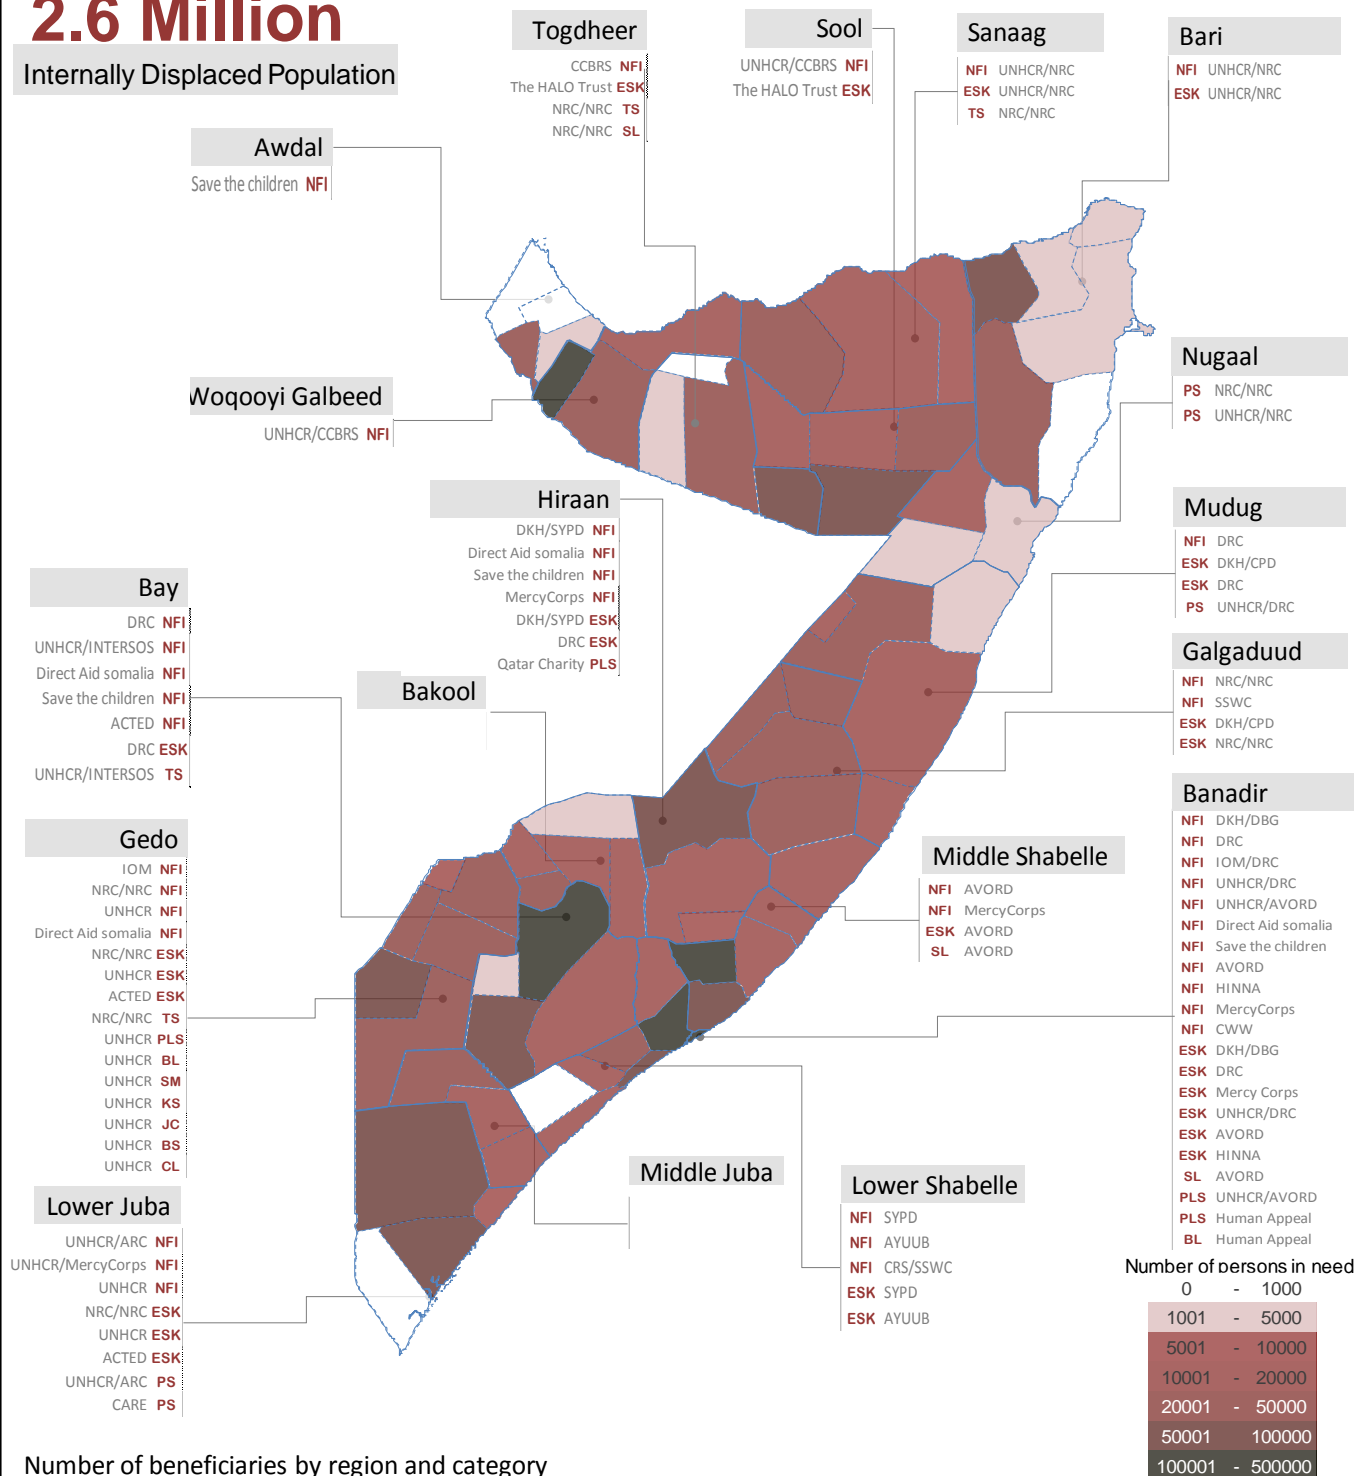 2.6 Million
Internally Displaced Population
Togdheer
CCBRS NFI
The HALO Trust ESK
NRC/NRC TS
NRC/NRC SL
Sool
UNHCR/CCBRS NFI
The HALO Trust ESK
Sanaag
NFI UNHCR/NRC
ESK UNHCR/NRC
TS NRC/NRC
Bari
NFI UNHCR/NRC
ESK UNHCR/NRC
Awdal
Save the children NFI
Woqooyi Galbeed
UNHCR/CCBRS NFI
Nugaal
PS NRC/NRC
PS UNHCR/NRC
Hiraan
DKH/SYPD NFI
Direct Aid somalia NFI
Save the children NFI
MercyCorps NFI
DKH/SYPD ESK
DRC ESK
Qatar Charity PLS
Mudug
NFI DRC
ESK DKH/CPD
ESK DRC
PS UNHCR/DRC
Bay
DRC NFI
UNHCR/INTERSOS NFI
Direct Aid somalia NFI
Save the children NFI
ACTED NFI
DRC ESK
UNHCR/INTERSOS TS
Bakool
Galgaduud
NFI NRC/NRC
NFI SSWC
ESK DKH/CPD
ESK NRC/NRC
Banadir
NFI DKH/DBG
NFI DRC
NFI IOM/DRC
NFI UNHCR/DRC
NFI UNHCR/AVORD
NFI Direct Aid somalia
NFI Save the children
NFI AVORD
NFI HINNA
NFI MercyCorps
NFI CWW
ESK DKH/DBG
ESK DRC
ESK Mercy Corps
ESK UNHCR/DRC
ESK AVORD
ESK HINNA
SL AVORD
PLS UNHCR/AVORD
PLS Human Appeal
BL Human Appeal
Gedo
IOM NFI
NRC/NRC NFI
UNHCR NFI
Direct Aid somalia NFI
NRC/NRC ESK
UNHCR ESK
ACTED ESK
NRC/NRC TS
UNHCR PLS
UNHCR BL
UNHCR SM
UNHCR KS
UNHCR JC
UNHCR BS
UNHCR CL
Middle Shabelle
NFI AVORD
NFI MercyCorps
ESK AVORD
SL AVORD
Middle Juba
Lower Shabelle
NFI SYPD
NFI AYUUB
NFI CRS/SSWC
ESK SYPD
ESK AYUUB
Lower Juba
UNHCR/ARC NFI
UNHCR/MercyCorps NFI
UNHCR NFI
NRC/NRC ESK
UNHCR ESK
ACTED ESK
UNHCR/ARC PS
CARE PS
Number of persons in need
0 - 1000
1001 - 5000
5001 - 10000
10001 - 20000
20001 - 50000
50001 100000
100001 - 500000
Number of beneficiaries by region and category